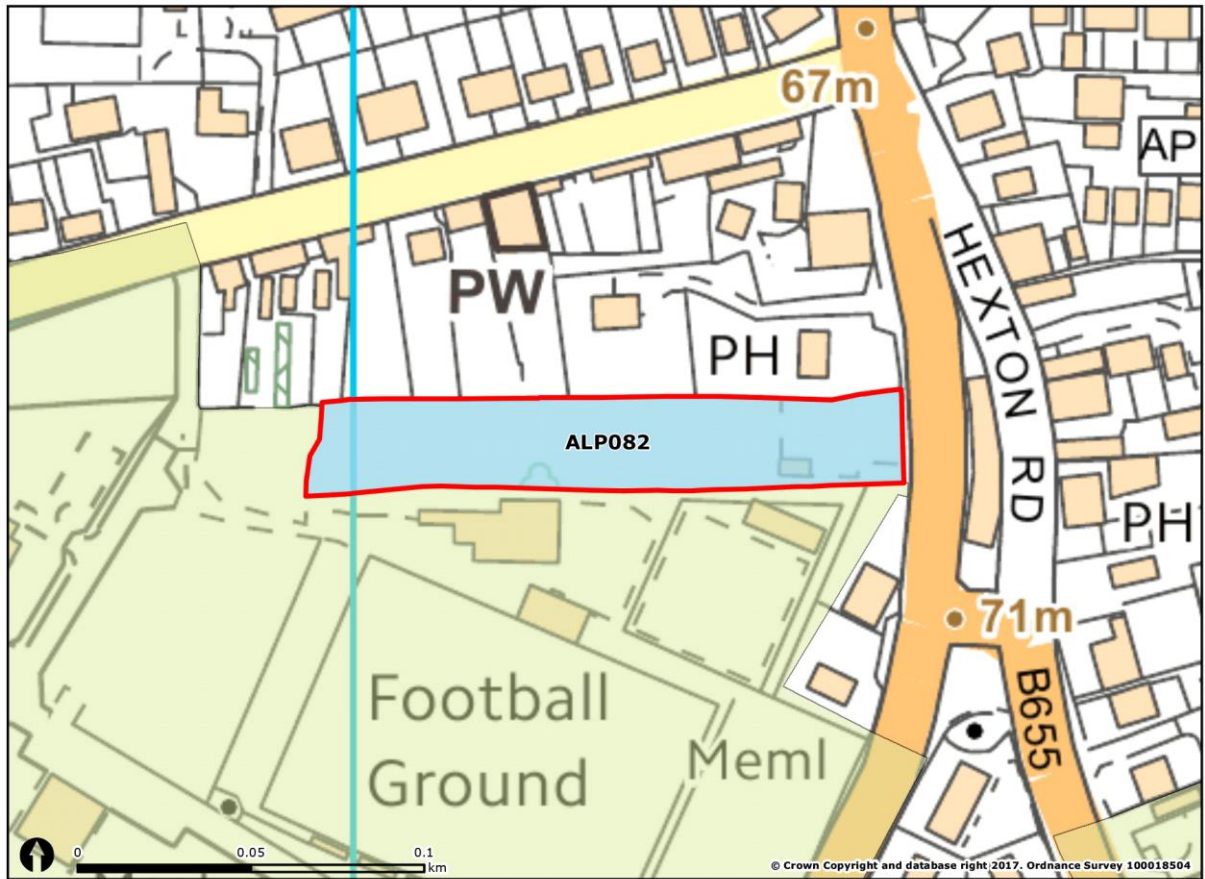 67m
AP
HEXTON RD
PW
PH
ALP082
PH
71m
B655
Football
Ground
Meml
0 0.05 0.1
km
© Crown Copyright and database right 2017. Ordnance Survey 100018504